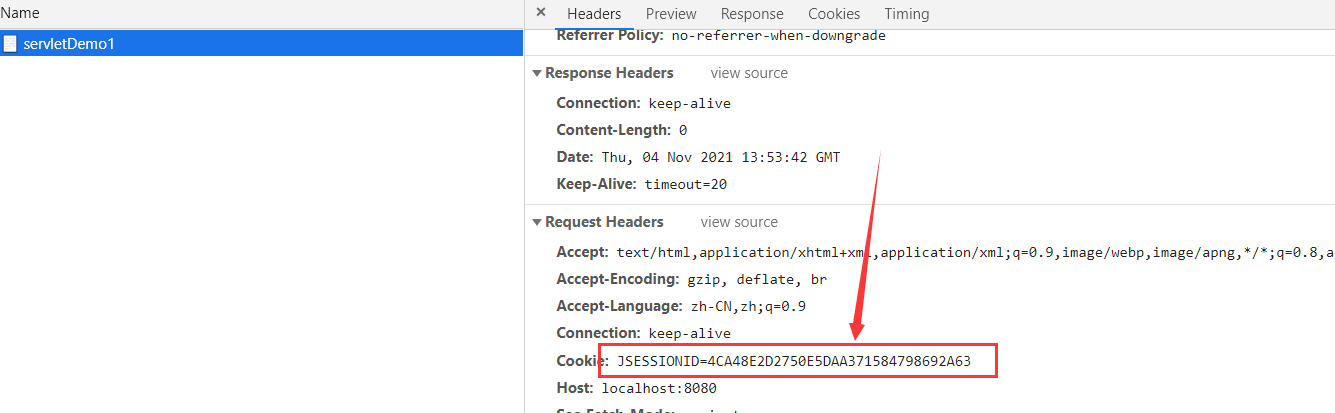 Name
servletDemo1
× Headers Preview Response Cookies Timing
Referrer Policy: no-referrer-when-downgrade
Response Headers view source
Connection: keep-alive
Content-Length: 0
Date: Thu, 04 Nov 2021 13:53:42 GMT
Keep-Alive: timeout=20
Request Headers view source
Accept: text/html,application/xhtml+xml,application/xml;q=0.9,image/webp,image/apng,*/*;q=0.8,a
Accept-Encoding: gzip, deflate, br
Accept-Language: zh-CN,zh;q=0.9
Connection: keep-alive
Cookie: JSESSIONID=4CA48E2D2750E5DAA371584798692A63
Host: localhost:8080